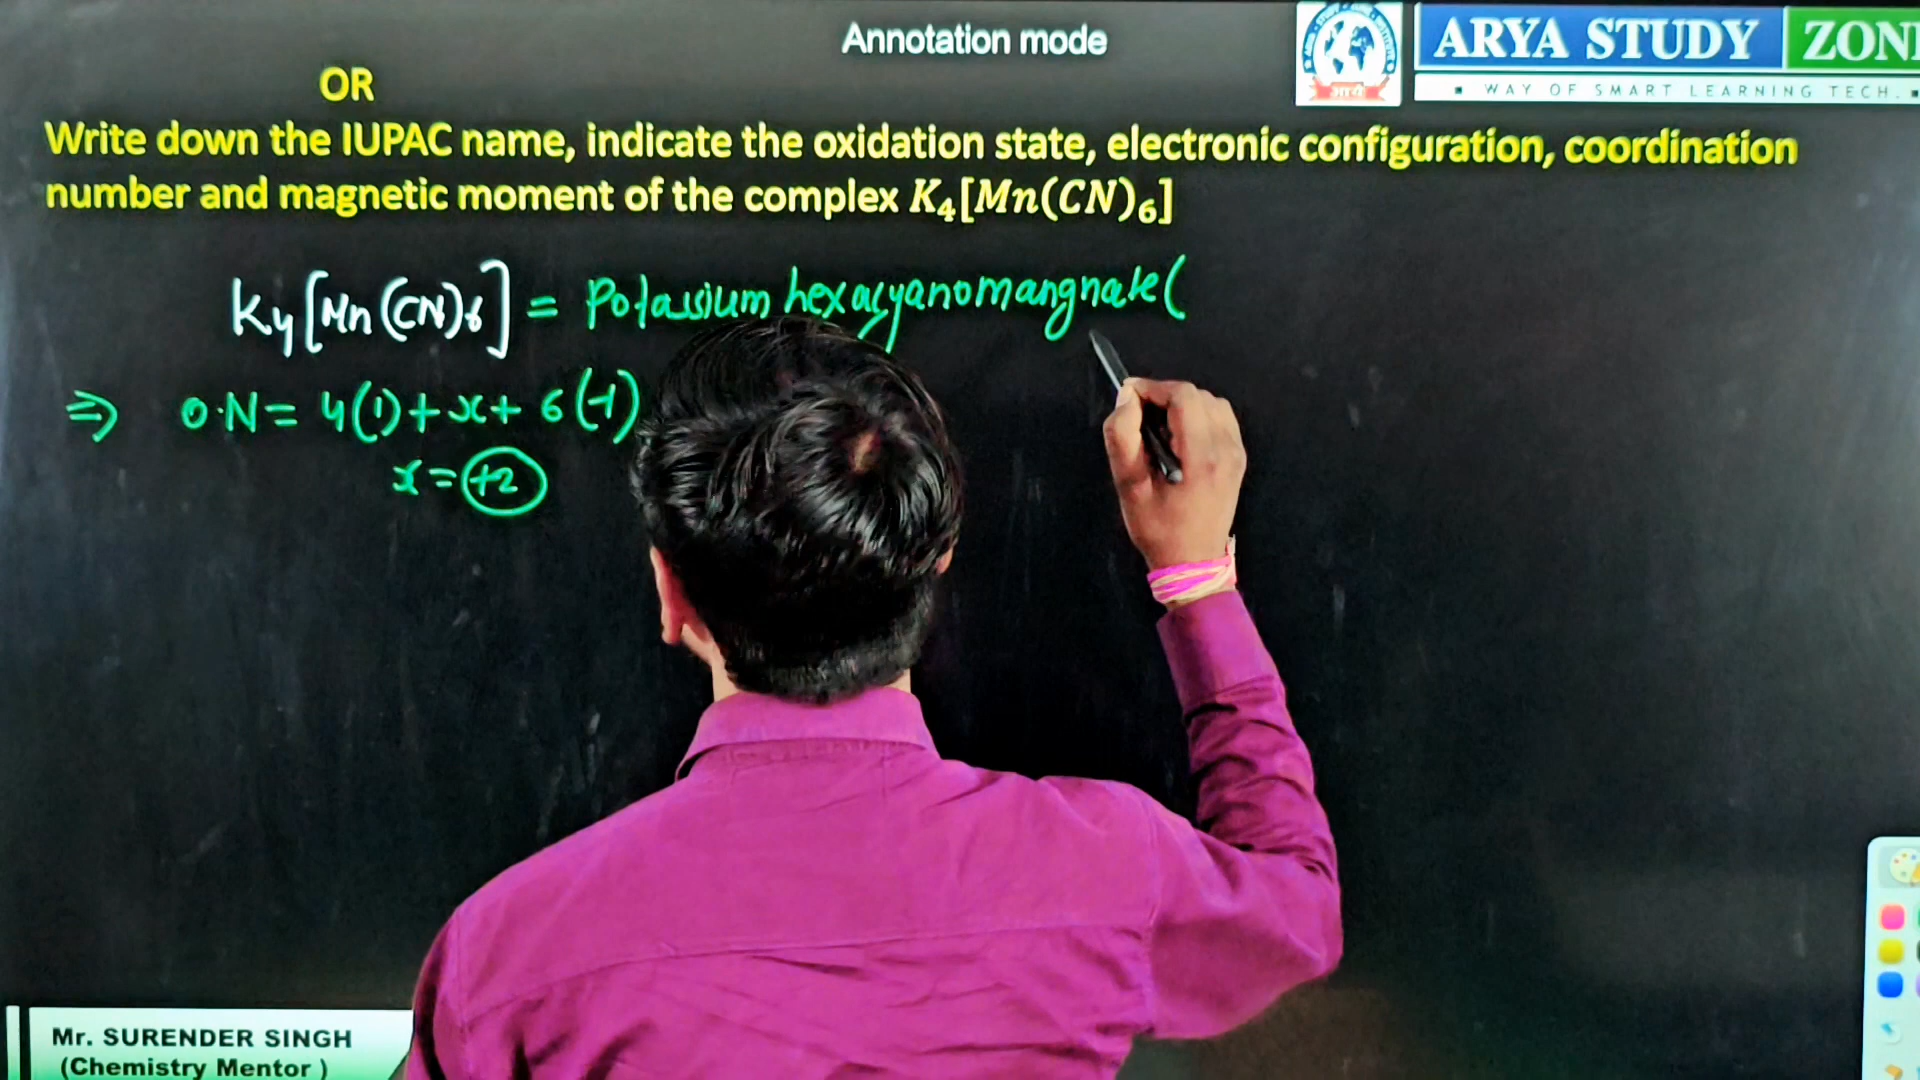 Annotation mode
ARYA STUDY ZON
WAY OF SMART LEARNING TECH.
OR
Write down the IUPAC name, indicate the oxidation state, electronic configuration, coordination
number and magnetic moment of the complex K₄[Mn(CN)₆]
K₄[Mn(CN)₆] = Potassium hexacyanomangnate(
⇒ O.N = 4(1)+x+ 6(-1)
x = +2
Mr. SURENDER SINGH
(Chemistry Mentor )